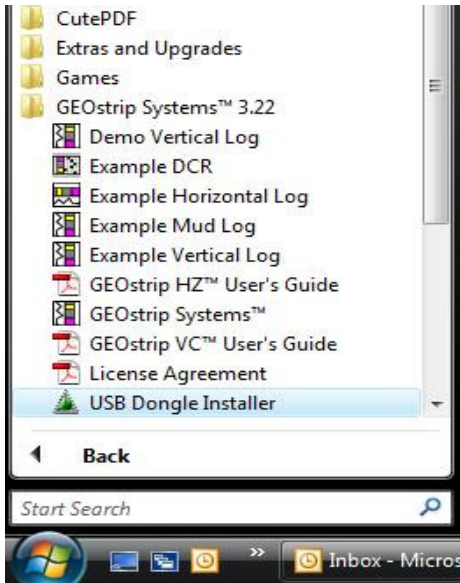 CutePDF
Extras and Upgrades
Games
GEOstrip Systems™ 3.22
Demo Vertical Log
Example DCR
Example Horizontal Log
Example Mud Log
Example Vertical Log
GEOstrip HZ™ User's Guide
GEOstrip Systems™
GEOstrip VC™ User's Guide
License Agreement
USB Dongle Installer
Back
Start Search
» Inbox - Micros